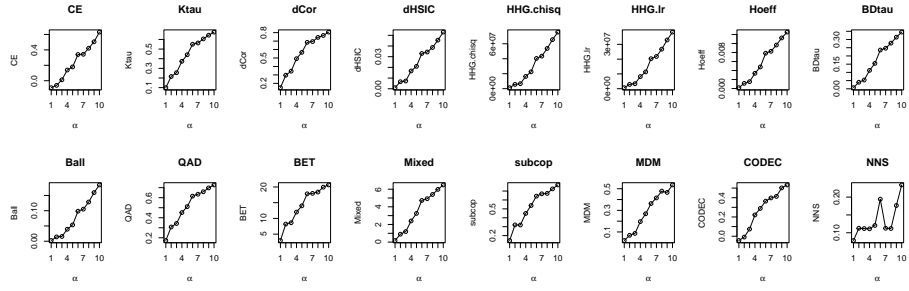 CE Ktau dCor dHSIC HHG.chisq HHG.lr Hoeff BDtau
CE 0.0 0.4
Ktau 0.1 0.3 0.5
dCor 0.2 0.5 0.8
dHSIC 0.00 0.03
HHG.chisq 0e+00 6e+07
HHG.lr 0e+00 3e+07
Hoeff 0.000 0.008
BDtau 0.00 0.10 0.20 0.30
1 4 7 10 1 4 7 10 1 4 7 10 1 4 7 10 1 4 7 10 1 4 7 10 1 4 7 10 1 4 7 10
α α α α α α α α
Ball QAD BET Mixed subcop MDM CODEC NNS
Ball 0.00 0.10
QAD 0.2 0.4 0.6
BET 5 10 20
Mixed 0 2 4 6
subcop 0.2 0.5
MDM 0.1 0.3 0.5
CODEC 0.0 0.2 0.4
NNS 0.10 0.20
1 4 7 10 1 4 7 10 1 4 7 10 1 4 7 10 1 4 7 10 1 4 7 10 1 4 7 10 1 4 7 10
α α α α α α α α